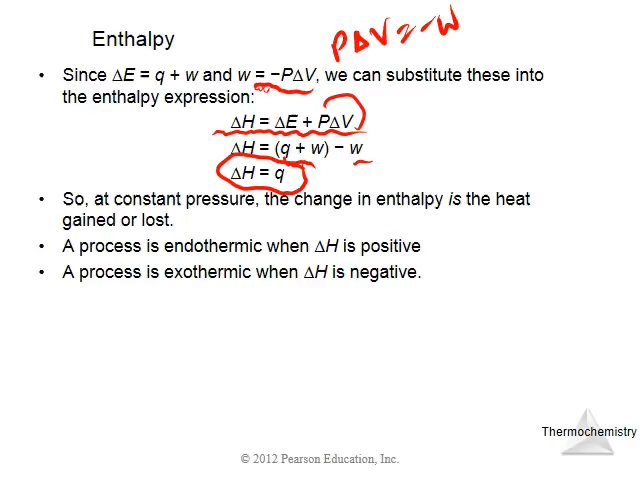 Enthalpy
PΔV = -W
• Since ΔE = q + w and w = −PΔV, we can substitute these into
the enthalpy expression:
ΔH = ΔE + PΔV
ΔH = (q + w) − w
ΔH = q
• So, at constant pressure, the change in enthalpy is the heat
gained or lost.
• A process is endothermic when ΔH is positive
• A process is exothermic when ΔH is negative.
Thermochemistry
© 2012 Pearson Education, Inc.